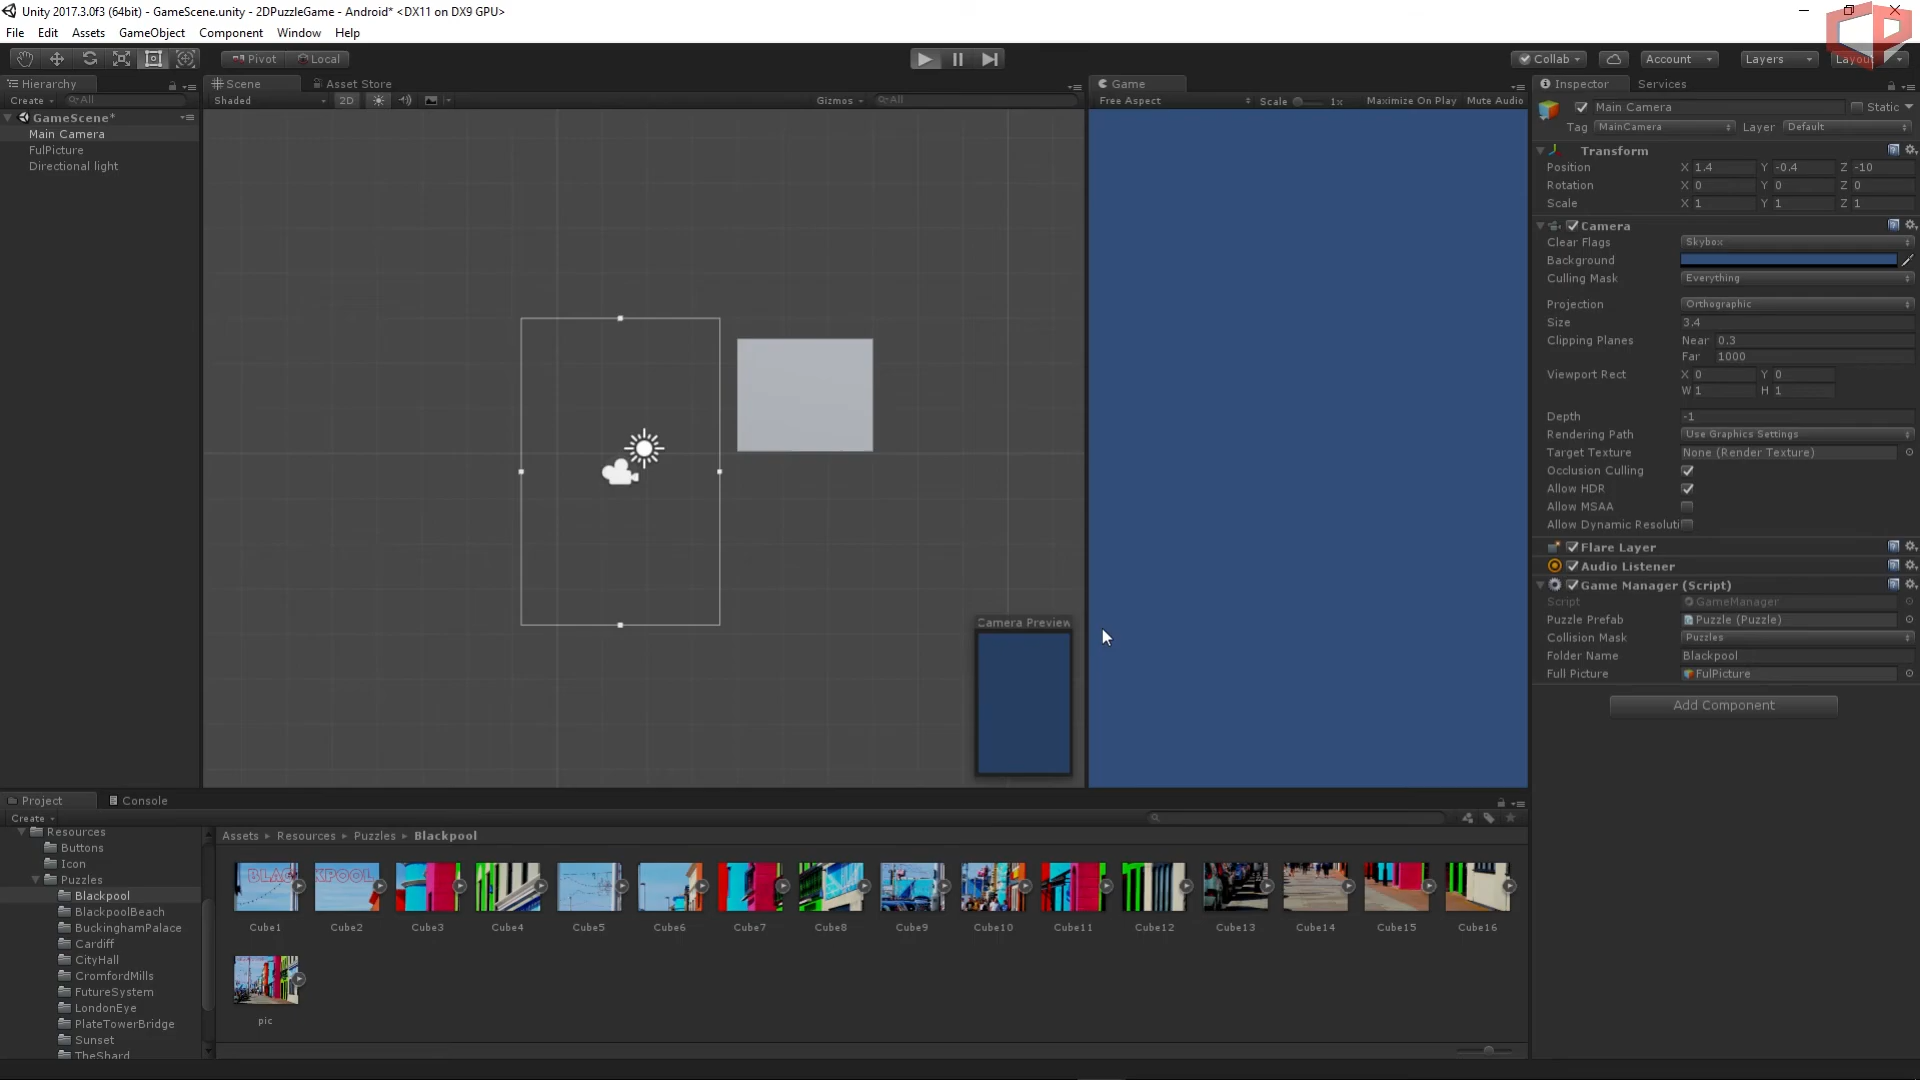 Unity 2017.3.0f3 (64bit) - GameScene.unity - 2DPuzzleGame - Android* <DX11 on DX9 GPU>
File Edit Assets GameObject Component Window Help
Pivot Local Collab Account Layers Layout
Hierarchy Scene Asset Store Game Inspector Services
Create All Shaded 2D Gizmos All Free Aspect Scale 1x Maximize On Play Mute Audio
Main Camera Static
GameScene*
Main Camera
FulPicture
Directional light
Tag MainCamera Layer Default
Transform
Position X 1.4 Y -0.4 Z -10
Rotation X 0 Y 0 Z 0
Scale X 1 Y 1 Z 1
Camera
Clear Flags Skybox
Background
Culling Mask Everything
Projection Orthographic
Size 3.4
Clipping Planes Near 0.3
Far 1000
Viewport Rect X 0 Y 0
W 1 H 1
Depth -1
Rendering Path Use Graphics Settings
Target Texture None (Render Texture)
Occlusion Culling
Allow HDR
Allow MSAA
Allow Dynamic Resoluti
Flare Layer
Audio Listener
Game Manager (Script)
Script GameManager
Puzzle Prefab Puzzle (Puzzle)
Collision Mask Puzzles
Folder Name Blackpool
Full Picture FulPicture
Add Component
Camera Preview
Project Console
Create
Assets Resources Puzzles Blackpool
Resources
Buttons
Icon
Puzzles
Blackpool
BlackpoolBeach
BuckinghamPalace
Cardiff
CityHall
CromfordMills
FutureSystem
LondonEye
PlateTowerBridge
Sunset
TheShard
Cube1 Cube2 Cube3 Cube4 Cube5 Cube6 Cube7 Cube8 Cube9 Cube10 Cube11 Cube12 Cube13 Cube14 Cube15 Cube16
pic